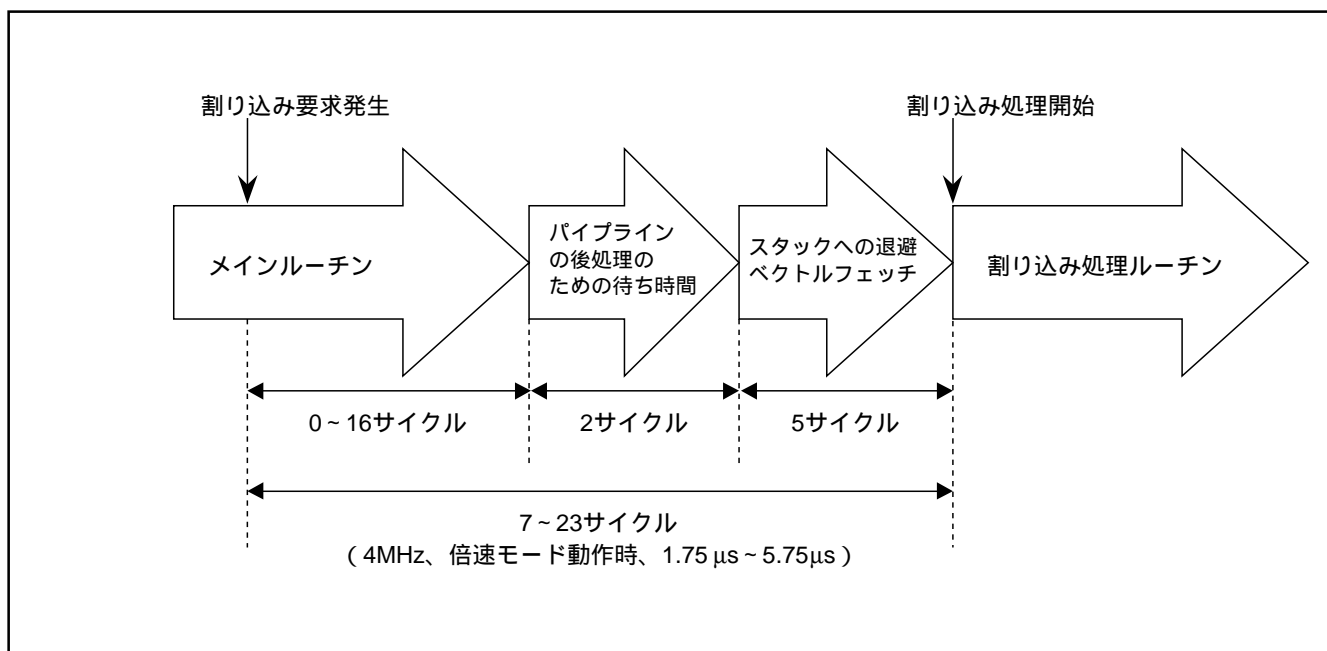 割り込み要求発生
割り込み処理開始
メインルーチン
パイプライン
の後処理の
ための待ち時間
スタックへの退避
ベクトルフェッチ
割り込み処理ルーチン
0~16サイクル
2サイクル
5サイクル
7~23サイクル
(4MHz、倍速モード動作時、1.75 μs~5.75μs)